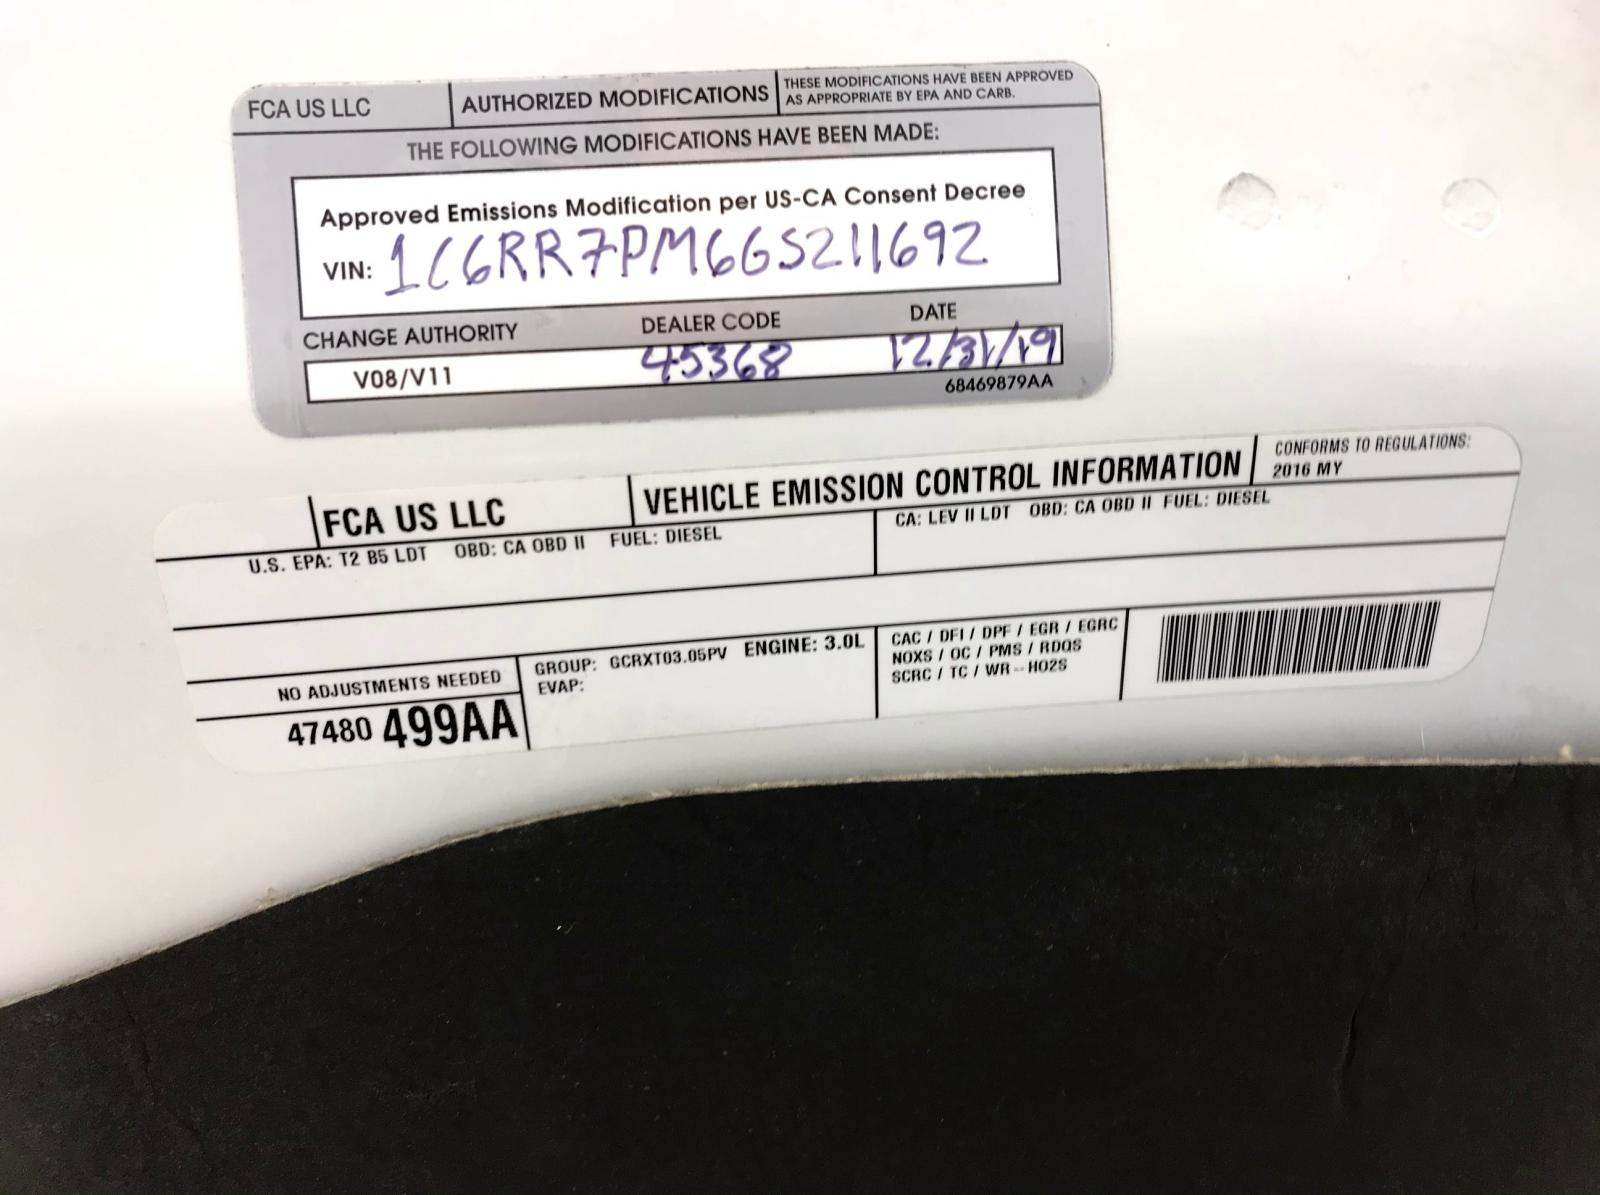 FCA US LLC
AUTHORIZED MODIFICATIONS
THESE MODIFICATIONS HAVE BEEN APPROVED
AS APPROPRIATE BY EPA AND CARB.
THE FOLLOWING MODIFICATIONS HAVE BEEN MADE:
Approved Emissions Modification per US-CA Consent Decree
VIN: 1C6RR7PM6GS211692
CHANGE AUTHORITY DEALER CODE DATE
V08/V11 45368 12/31/19
68469879AA
FCA US LLC
VEHICLE EMISSION CONTROL INFORMATION
CONFORMS TO REGULATIONS:
2016 MY
U.S. EPA: T2 B5 LDT OBD: CA OBD II FUEL: DIESEL
CA: LEV II LDT OBD: CA OBD II FUEL: DIESEL
NO ADJUSTMENTS NEEDED
47480 499AA
GROUP: GCRXT03.05PV ENGINE: 3.0L
EVAP:
CAC / DFI / DPF / EGR / EGRC
NOXS / OC / PMS / RDQS
SCRC / TC / WR-HO2S